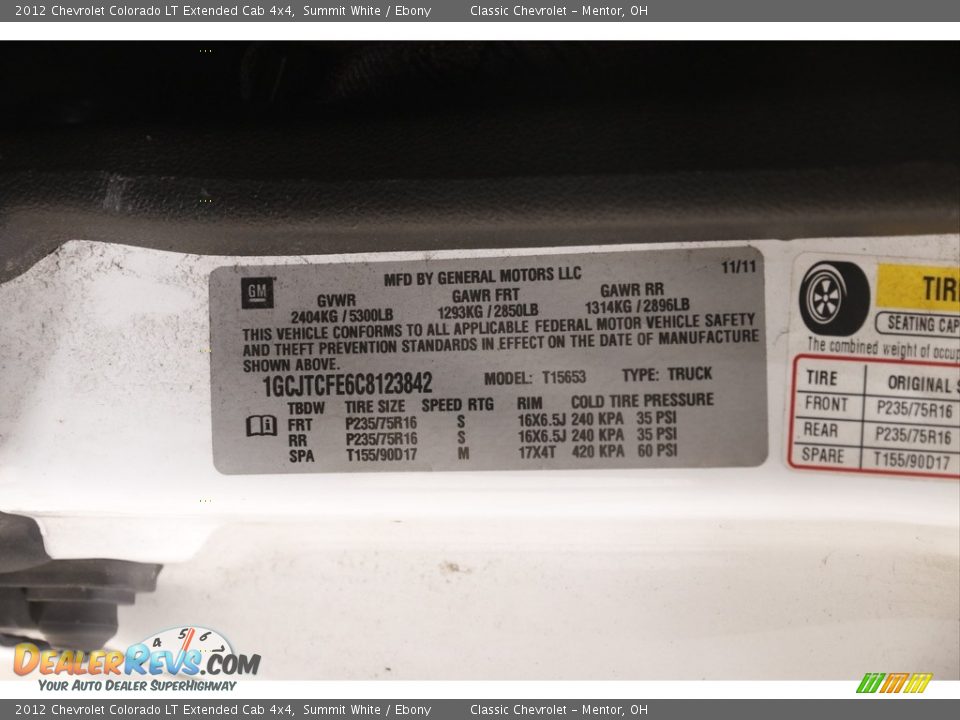 2012 Chevrolet Colorado LT Extended Cab 4x4, Summit White / Ebony Classic Chevrolet – Mentor, OH
GM
MFD BY GENERAL MOTORS LLC 11/11
GVWR GAWR FRT GAWR RR
2404KG / 5300LB 1293KG / 2850LB 1314KG / 2896LB
THIS VEHICLE CONFORMS TO ALL APPLICABLE FEDERAL MOTOR VEHICLE SAFETY
AND THEFT PREVENTION STANDARDS IN EFFECT ON THE DATE OF MANUFACTURE
SHOWN ABOVE.
1GCJTCFE6C8123842 MODEL: T15653 TYPE: TRUCK
TBDW TIRE SIZE SPEED RTG RIM COLD TIRE PRESSURE
FRT P235/75R16 S 16X6.5J 240 KPA 35 PSI
RR P235/75R16 S 16X6.5J 240 KPA 35 PSI
SPA T155/90D17 M 17X4T 420 KPA 60 PSI
TIR
SEATING CAP
The combined weight of occup
TIRE ORIGINAL S
FRONT P235/75R16
REAR P235/75R16
SPARE T155/90D17
4 5 6
DEALERREVS.COM
YOUR AUTO DEALER SUPERHIGHWAY
2012 Chevrolet Colorado LT Extended Cab 4x4, Summit White / Ebony Classic Chevrolet – Mentor, OH